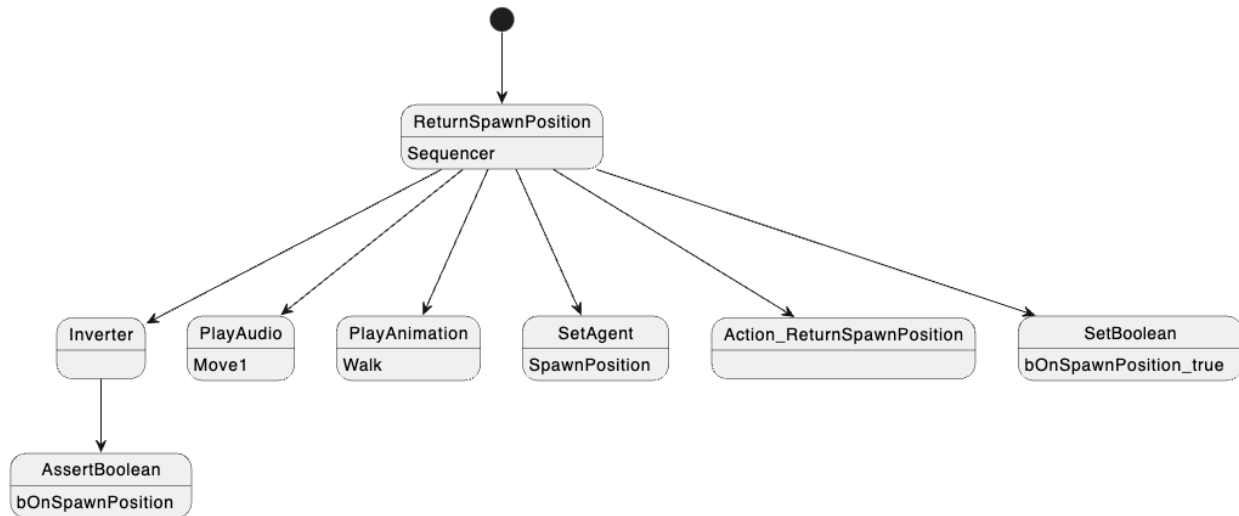 ReturnSpawnPosition
Sequencer
Inverter
PlayAudio
Move1
PlayAnimation
Walk
SetAgent
SpawnPosition
Action_ReturnSpawnPosition
SetBoolean
bOnSpawnPosition_true
AssertBoolean
bOnSpawnPosition